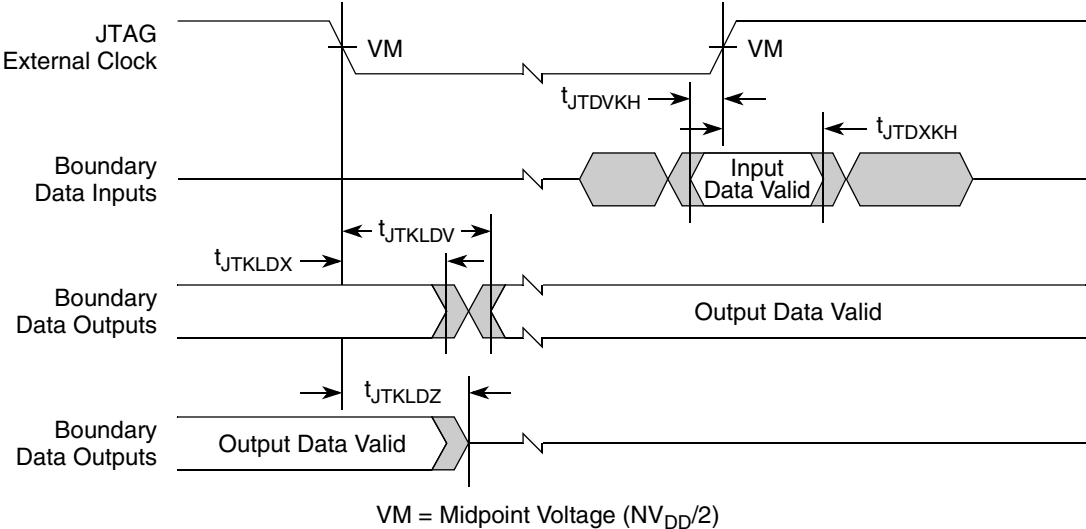 JTAG
External Clock
VM
VM
tJTDVKH
tJTDXKH
Boundary
Data Inputs
Input
Data Valid
tJTKLDV
tJTKLDX
Boundary
Data Outputs
Output Data Valid
tJTKLDZ
Boundary
Data Outputs
Output Data Valid
VM = Midpoint Voltage (NVDD/2)